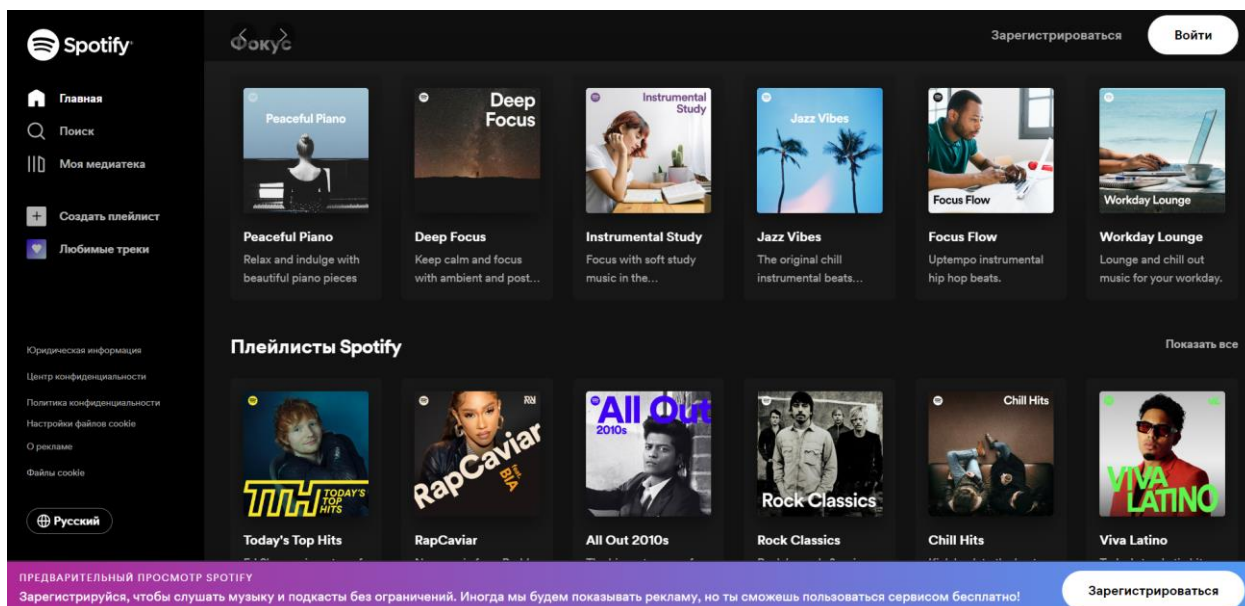 Spotify
Главная
Поиск
Моя медиатека
Создать плейлист
Любимые треки
Юридическая информация
Центр конфиденциальности
Политика конфиденциальности
Настройки файлов cookie
О рекламе
Файлы cookie
Русский
Фокус
Зарегистрироваться
Войти
Peaceful Piano
Deep
Focus
Instrumental
Study
Jazz Vibes
Focus Flow
Workday Lounge
Peaceful Piano
Relax and indulge with
beautiful piano pieces
Deep Focus
Keep calm and focus
with ambient and post...
Instrumental Study
Focus with soft study
music in the...
Jazz Vibes
The original chill
instrumental beats...
Focus Flow
Uptempo instrumental
hip hop beats.
Workday Lounge
Lounge and chill out
music for your workday.
Плейлисты Spotify
Показать все
TTH TODAY'S
TOP
HITS
RapCaviar
BIA
All Out
2010s
Rock Classics
Chill Hits
VIVA
LATINO
Today's Top Hits
RapCaviar
All Out 2010s
Rock Classics
Chill Hits
Viva Latino
ПРЕДВАРИТЕЛЬНЫЙ ПРОСМОТР SPOTIFY
Зарегистрируйся, чтобы слушать музыку и подкасты без ограничений. Иногда мы будем показывать рекламу, но ты сможешь пользоваться сервисом бесплатно!
Зарегистрироваться